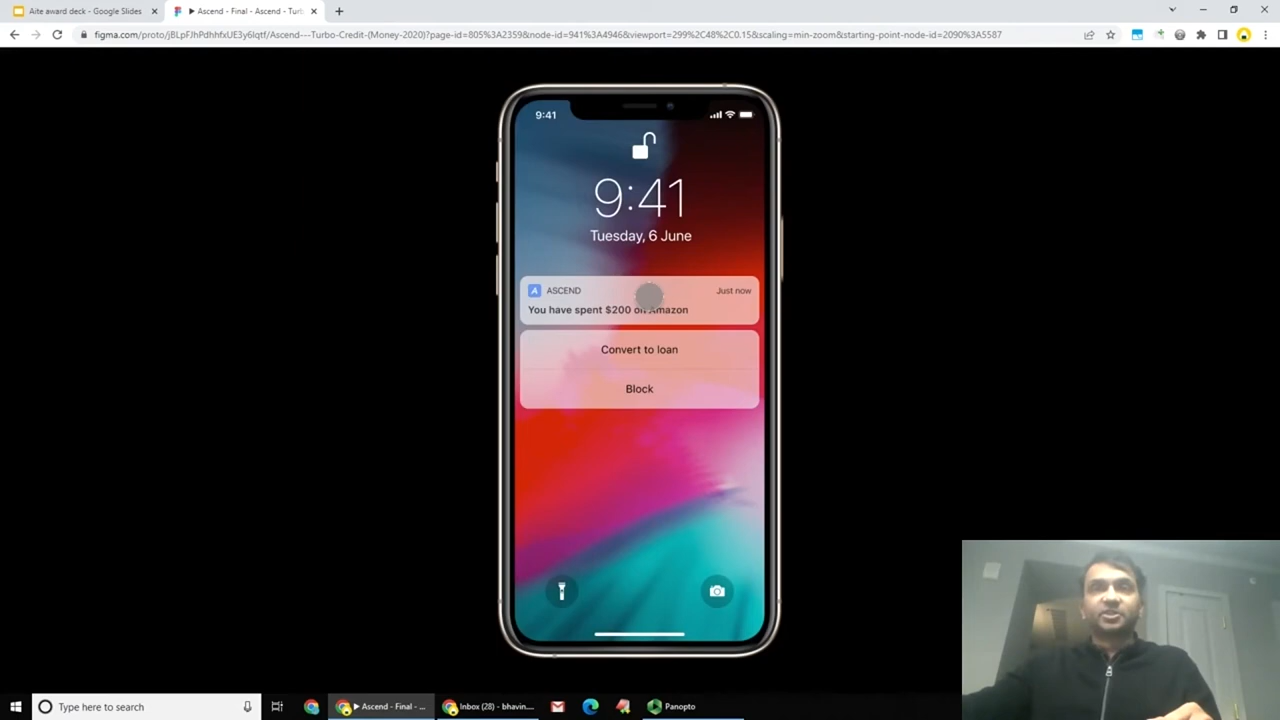 Aite award deck - Google Slides
▶ Ascend - Final - Ascend - Turb
figma.com/proto/jBLpFJhPdhhfxUE3y6lqtf/Ascend---Turbo-Credit-(Money-2020)?page-id=805%3A2359&node-id=941%3A4946&viewport=299%2C48%2C0.15&scaling=min-zoom&starting-point-node-id=2090%3A5587
9:41
9:41
Tuesday, 6 June
A ASCEND Just now
You have spent $200 on Amazon
Convert to loan
Block
Type here to search
▶ Ascend - Final - ...
Inbox (28) - bhavin....
Panopto